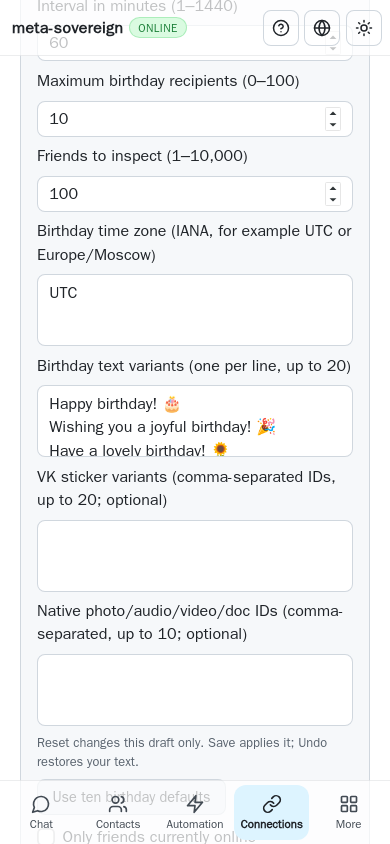 Interval in minutes (1–1440)
meta-sovereign ONLINE
60
Maximum birthday recipients (0–100)
10
Friends to inspect (1–10,000)
100
Birthday time zone (IANA, for example UTC or
Europe/Moscow)
UTC
Birthday text variants (one per line, up to 20)
Happy birthday! 🎂
Wishing you a joyful birthday! 🎉
Have a lovely birthday! 🌻
VK sticker variants (comma-separated IDs,
up to 20; optional)
Native photo/audio/video/doc IDs (comma-
separated, up to 10; optional)
Reset changes this draft only. Save applies it; Undo
restores your text.
Use ten birthday defaults
Chat Contacts Automation Connections More
Only friends currently online